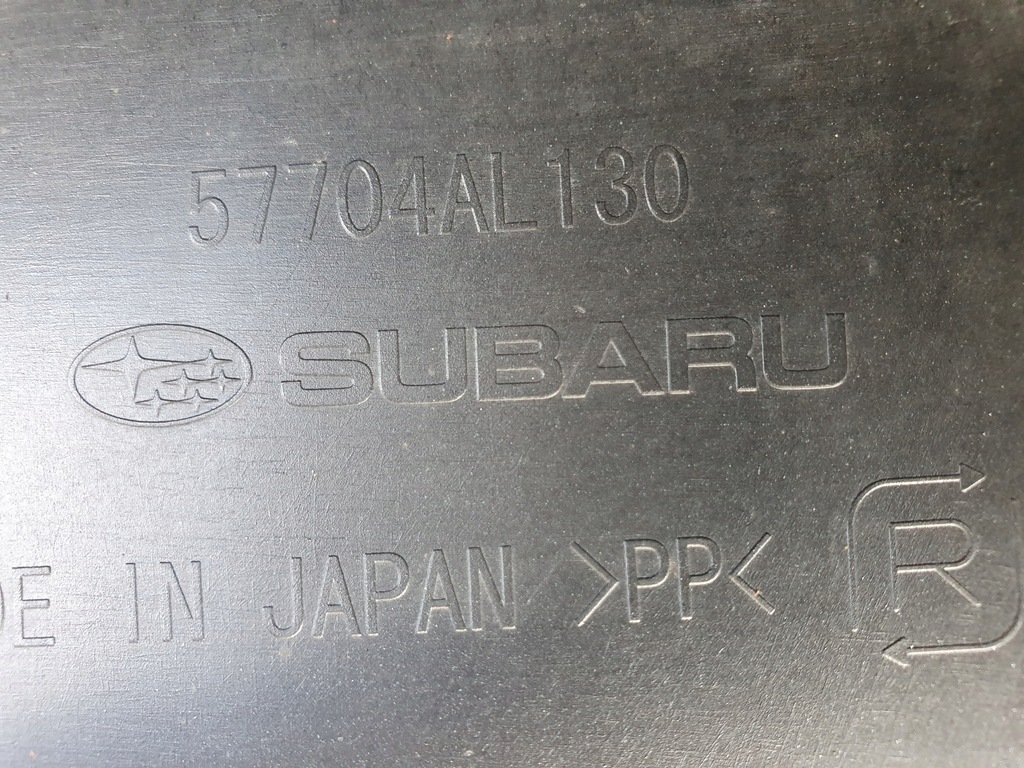 57704AL130
SUBARU
DE IN JAPAN >PP<
R